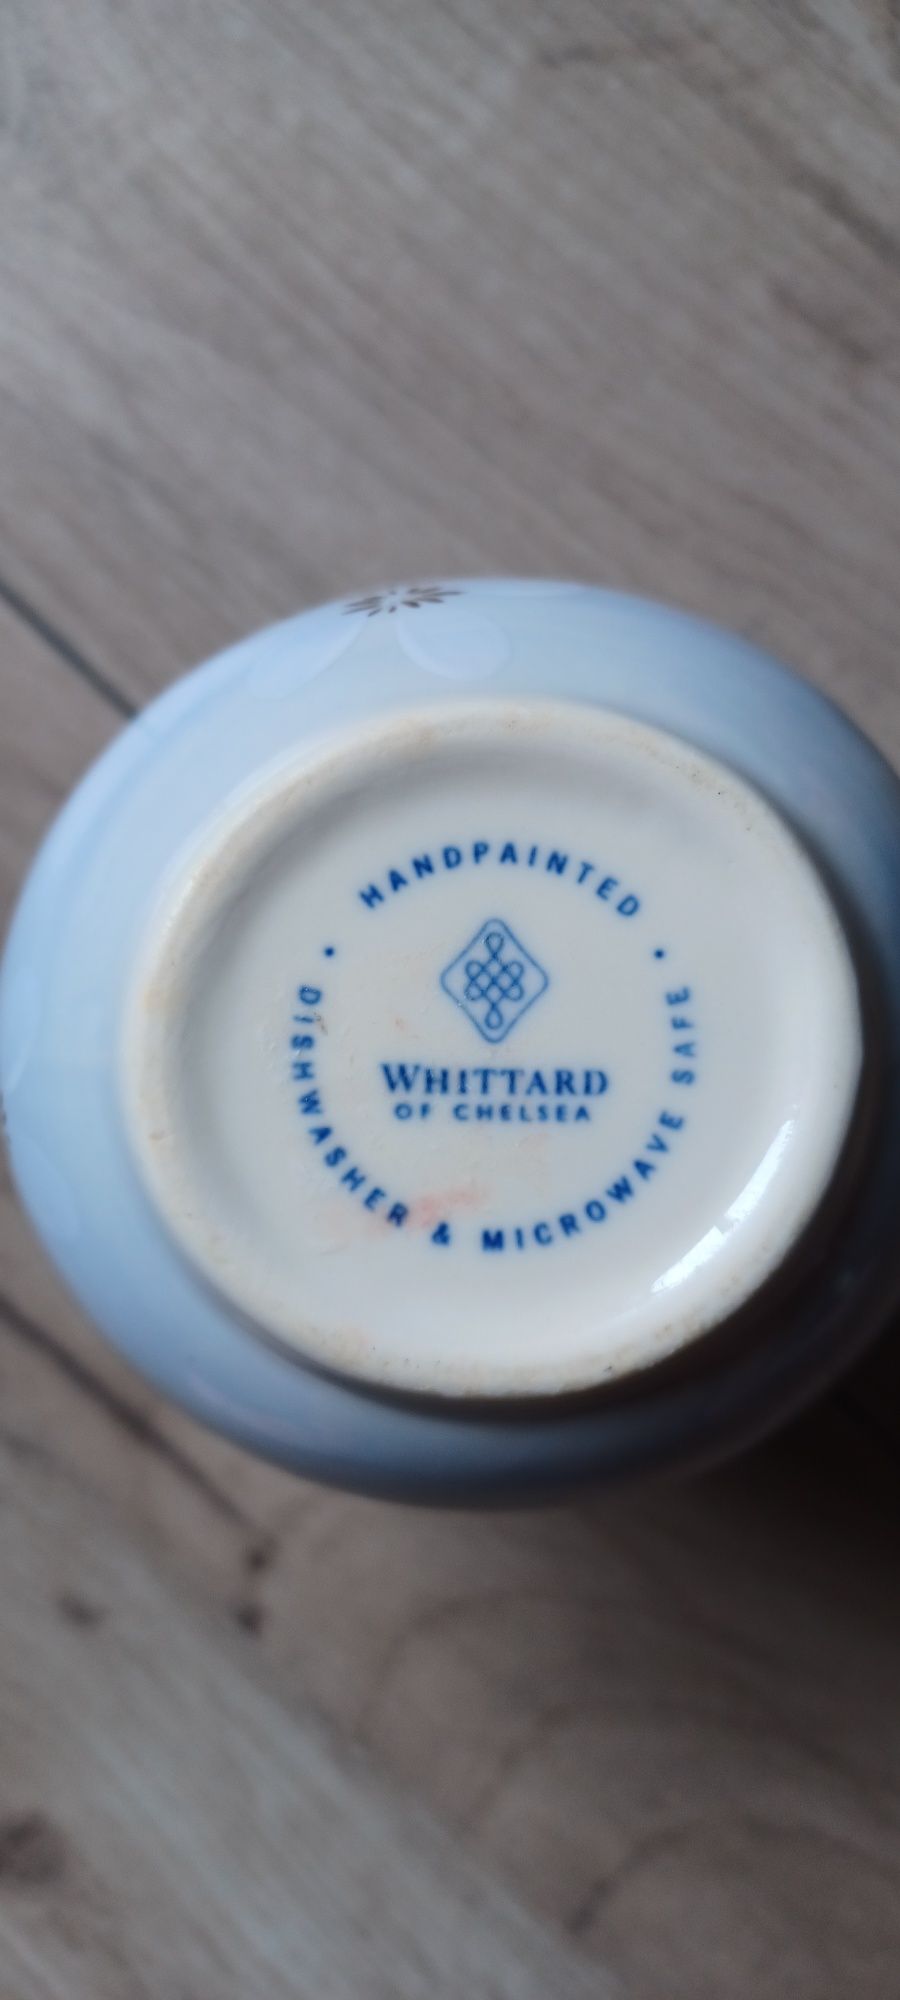 HANDPAINTED
WHITTARD
OF CHELSEA
DISHWASHER & MICROWAVE SAFE